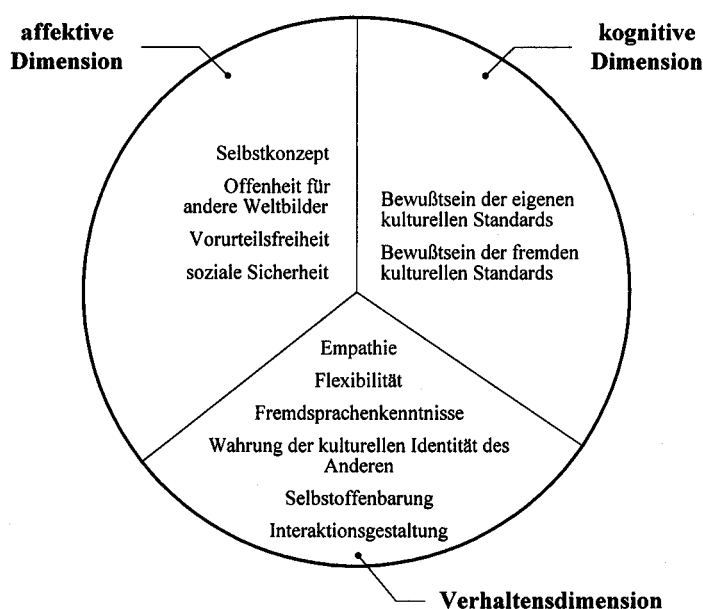 affektive
Dimension
kognitive
Dimension
Selbstkonzept
Offenheit für
andere Weltbilder
Vorurteilsfreiheit
soziale Sicherheit
Bewußtsein der eigenen
kulturellen Standards
Bewußtsein der fremden
kulturellen Standards
Empathie
Flexibilität
Fremdsprachenkenntnisse
Wahrung der kulturellen Identität des
Anderen
Selbstoffenbarung
Interaktionsgestaltung
Verhaltensdimension